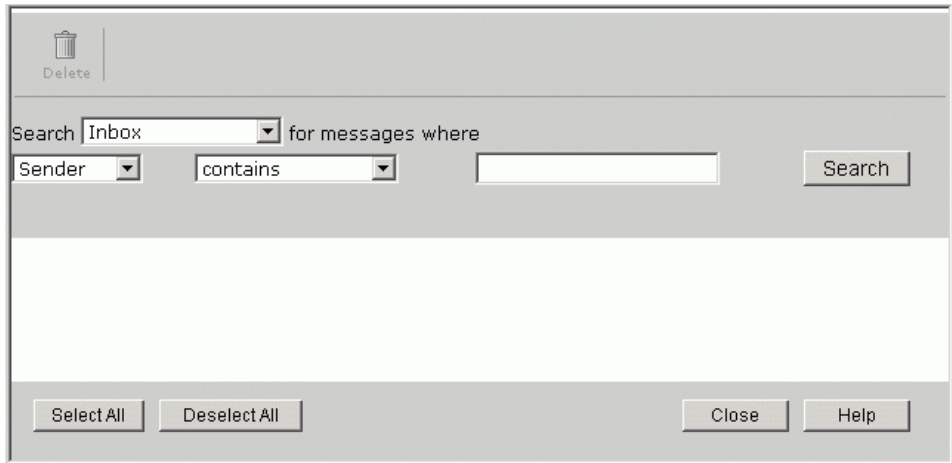 Delete
Search Inbox for messages where
Sender contains Search
Select All Deselect All Close Help